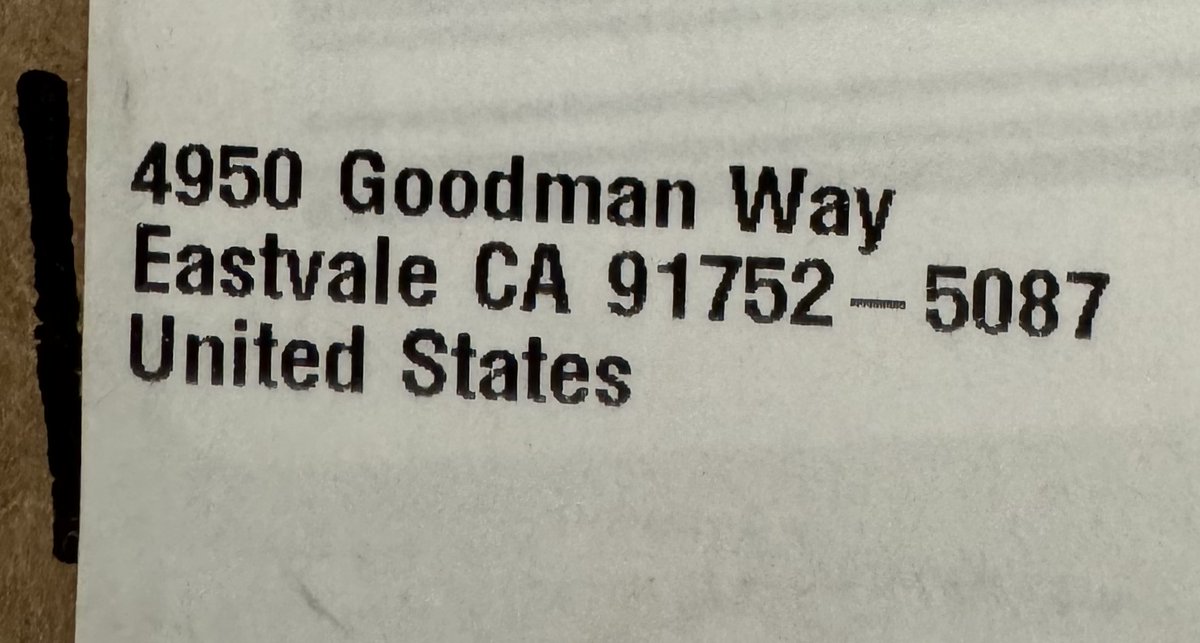 4950 Goodman Way
Eastvale CA 91752-5087
United States